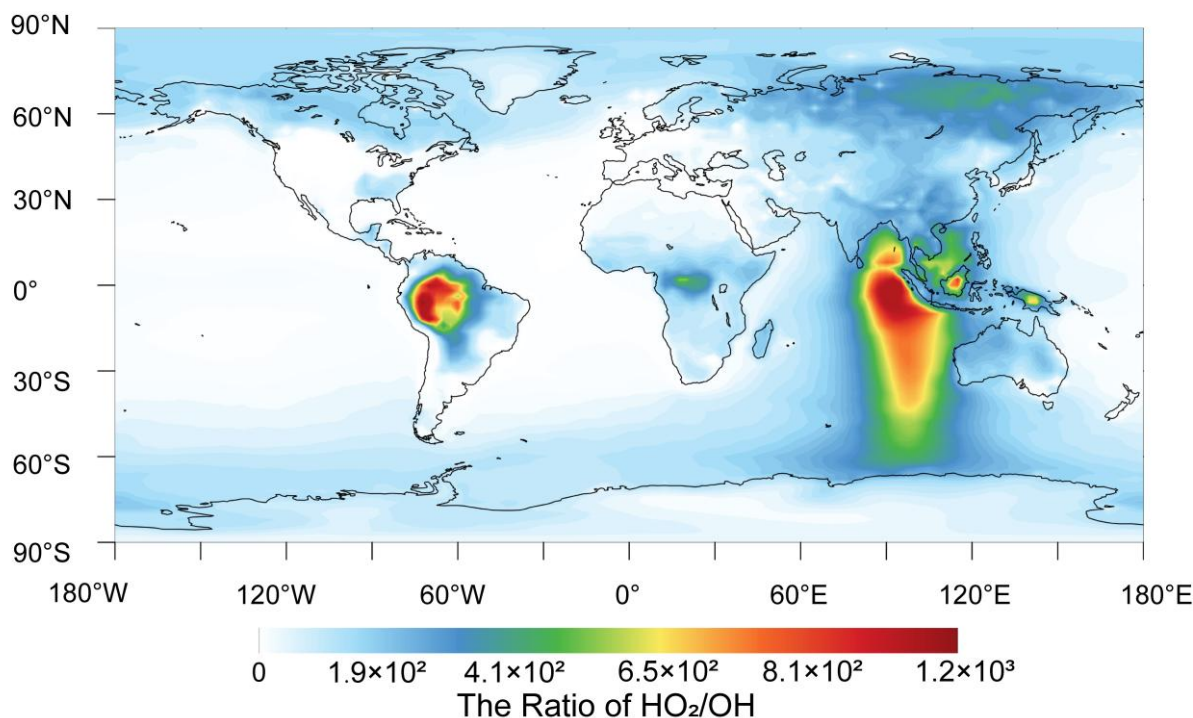 90°N
60°N
30°N
0°
30°S
60°S
90°S
180°W 120°W 60°W 0° 60°E 120°E 180°E
0 1.9×10² 4.1×10² 6.5×10² 8.1×10² 1.2×10³
The Ratio of HO₂/OH